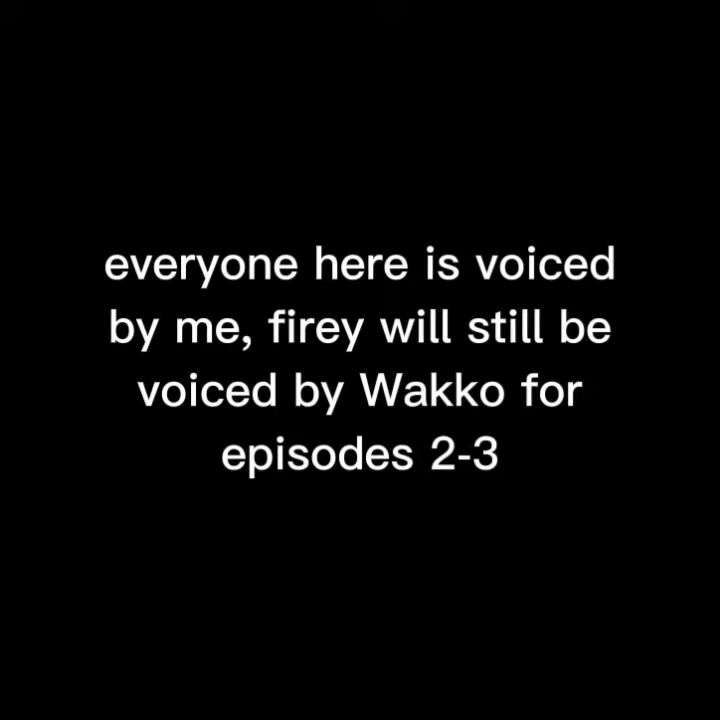 everyone here is voiced
by me, firey will still be
voiced by Wakko for
episodes 2-3